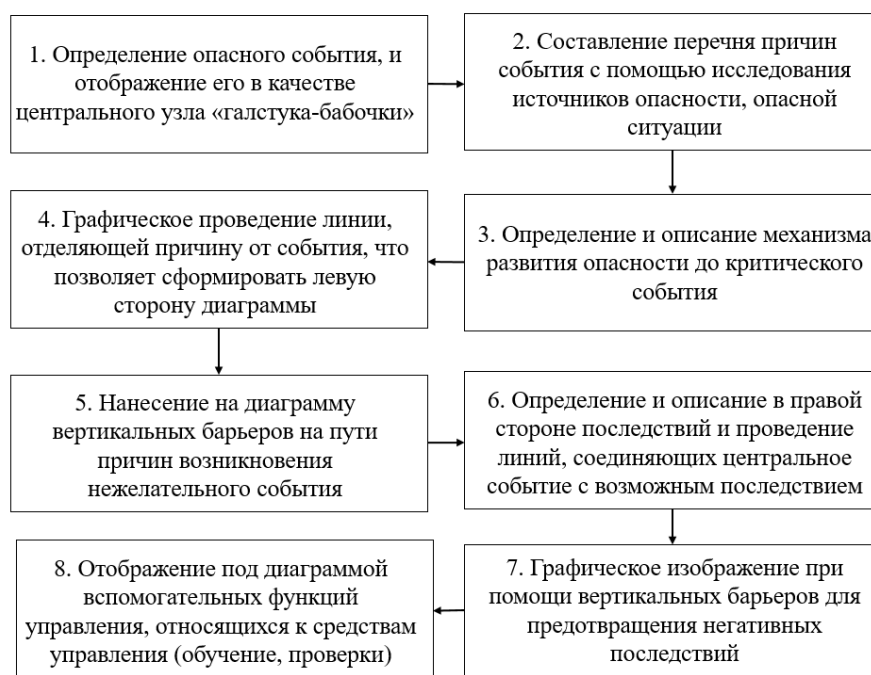 1. Определение опасного события, и
отображение его в качестве
центрального узла «галстука-бабочки»
2. Составление перечня причин
события с помощью исследования
источников опасности, опасной
ситуации
3. Определение и описание механизма
развития опасности до критического
события
4. Графическое проведение линии,
отделяющей причину от события, что
позволяет сформировать левую
сторону диаграммы
5. Нанесение на диаграмму
вертикальных барьеров на пути
причин возникновения
нежелательного события
6. Определение и описание в правой
стороне последствий и проведение
линий, соединяющих центральное
событие с возможным последствием
7. Графическое изображение при
помощи вертикальных барьеров для
предотвращения негативных
последствий
8. Отображение под диаграммой
вспомогательных функций
управления, относящихся к средствам
управления (обучение, проверки)